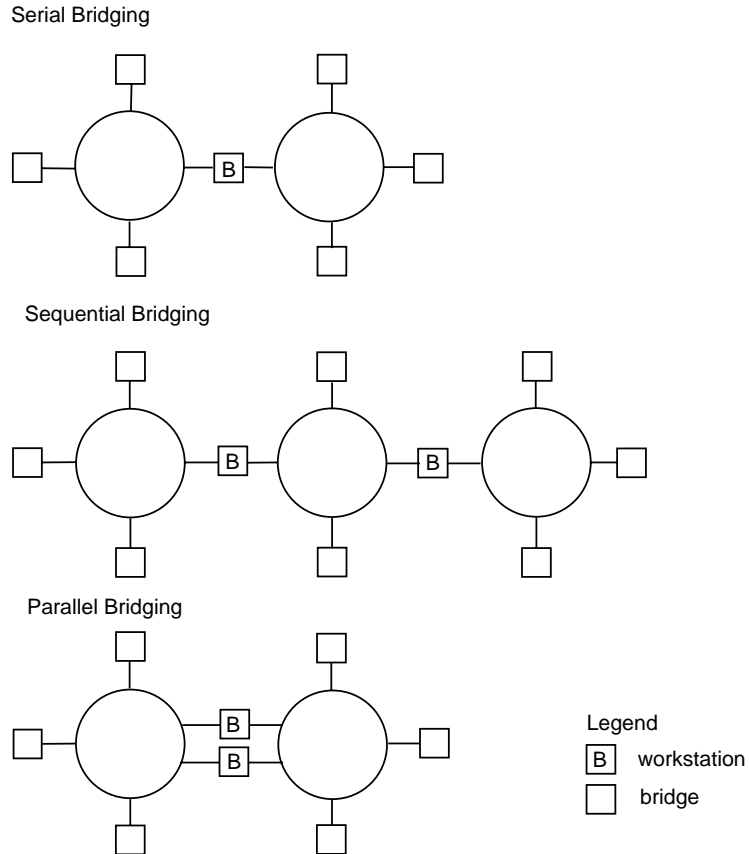 Serial Bridging
B
Sequential Bridging
B B
Parallel Bridging
B
B
Legend
B workstation
bridge